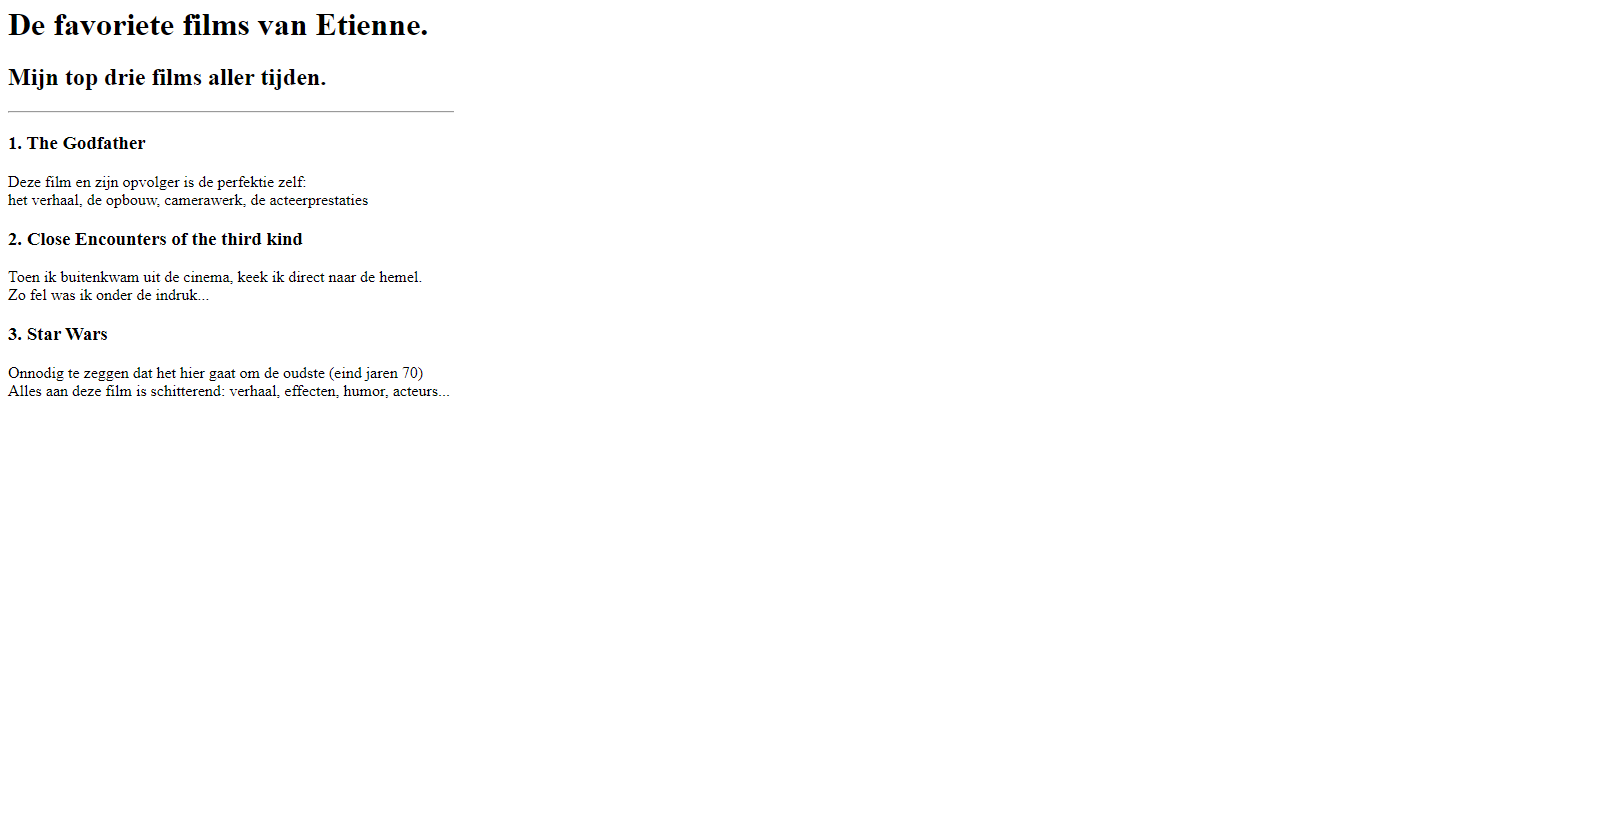 De favoriete films van Etienne.
Mijn top drie films aller tijden.
1. The Godfather
Deze film en zijn opvolger is de perfektie zelf:
het verhaal, de opbouw, camerawerk, de acteerprestaties
2. Close Encounters of the third kind
Toen ik buitenkwam uit de cinema, keek ik direct naar de hemel.
Zo fel was ik onder de indruk...
3. Star Wars
Onnodig te zeggen dat het hier gaat om de oudste (eind jaren 70)
Alles aan deze film is schitterend: verhaal, effecten, humor, acteurs...